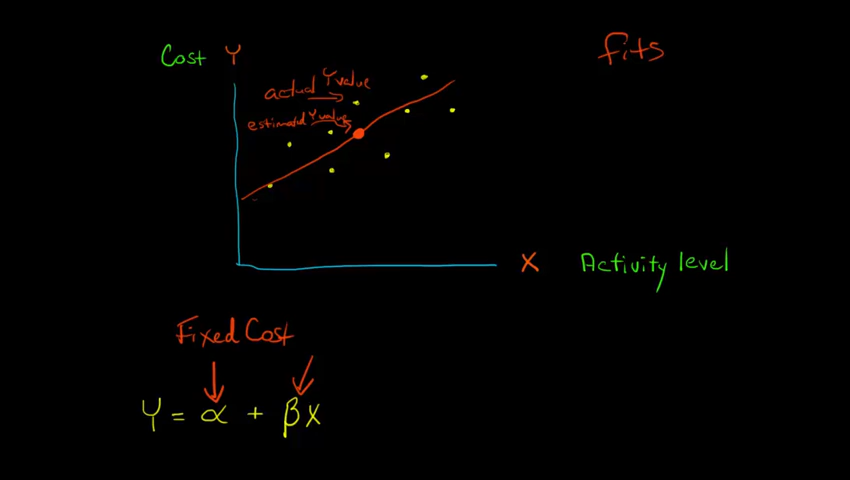 Cost Y
fits
actual Y value
estimated Y value
X Activity level
Fixed Cost
Y = α + βX